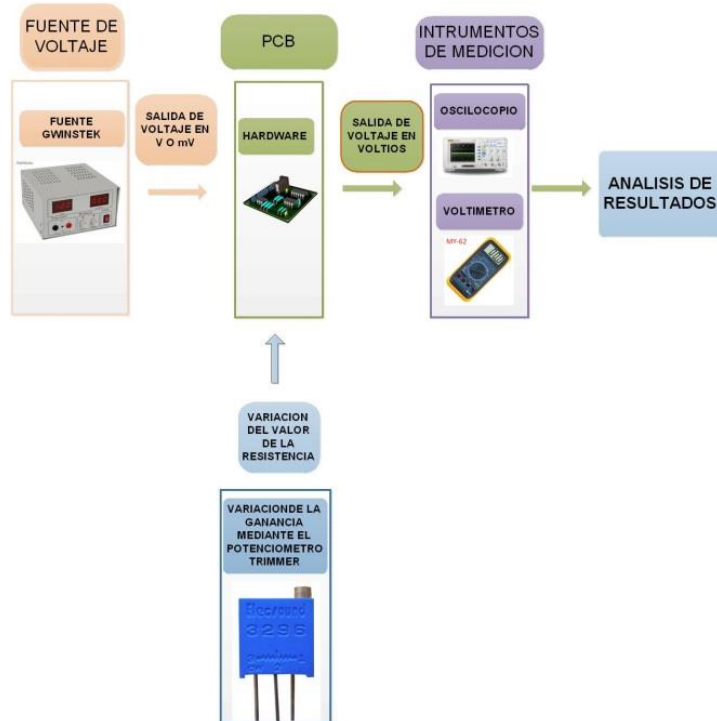 FUENTE DE
VOLTAJE
PCB
INTRUMENTOS
DE MEDICION
FUENTE
GWINSTEK
SALIDA DE
VOLTAJE EN
V O mV
HARDWARE
SALIDA DE
VOLTAJE EN
VOLTIOS
OSCILOCOPIO
VOLTIMETRO
MY-62
ANALISIS DE
RESULTADOS
VARIACION
DEL VALOR
DE LA
RESISTENCIA
VARIACIONDE LA
GANANCIA
MEDIANTE EL
POTENCIOMETRO
TRIMMER
3296